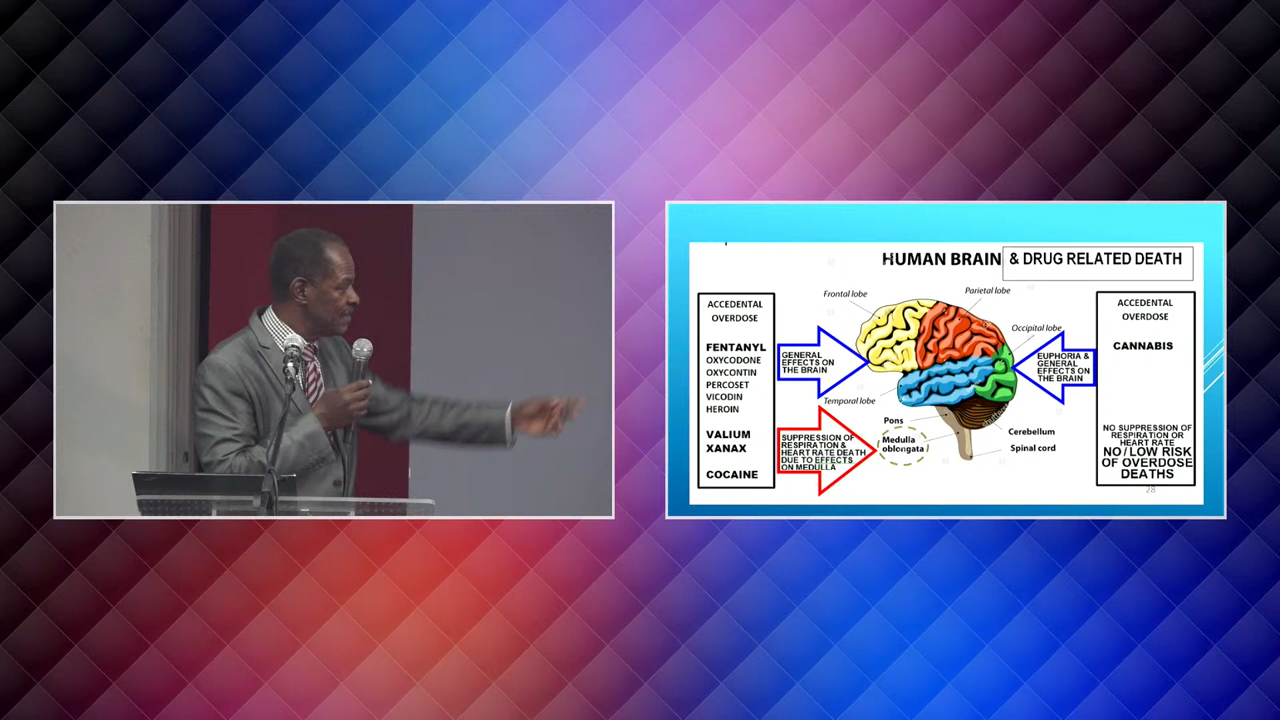 HUMAN BRAIN & DRUG RELATED DEATH
ACCEDENTAL
OVERDOSE
FENTANYL
OXYCODONE
OXYCONTIN
PERCOSET
VICODIN
HEROIN
VALIUM
XANAX
COCAINE
GENERAL
EFFECTS ON
THE BRAIN
SUPPRESSION OF
RESPIRATION &
HEART RATE DEATH
DUE TO EFFECTS
ON MEDULLA
Frontal lobe
Parietal lobe
Occipital lobe
Temporal lobe
Pons
Medulla
oblongata
Cerebellum
Spinal cord
EUPHORIA &
GENERAL
EFFECTS ON
THE BRAIN
ACCEDENTAL
OVERDOSE
CANNABIS
NO SUPPRESSION OF
RESPIRATION OR
HEART RATE
NO / LOW RISK
OF OVERDOSE
DEATHS
28